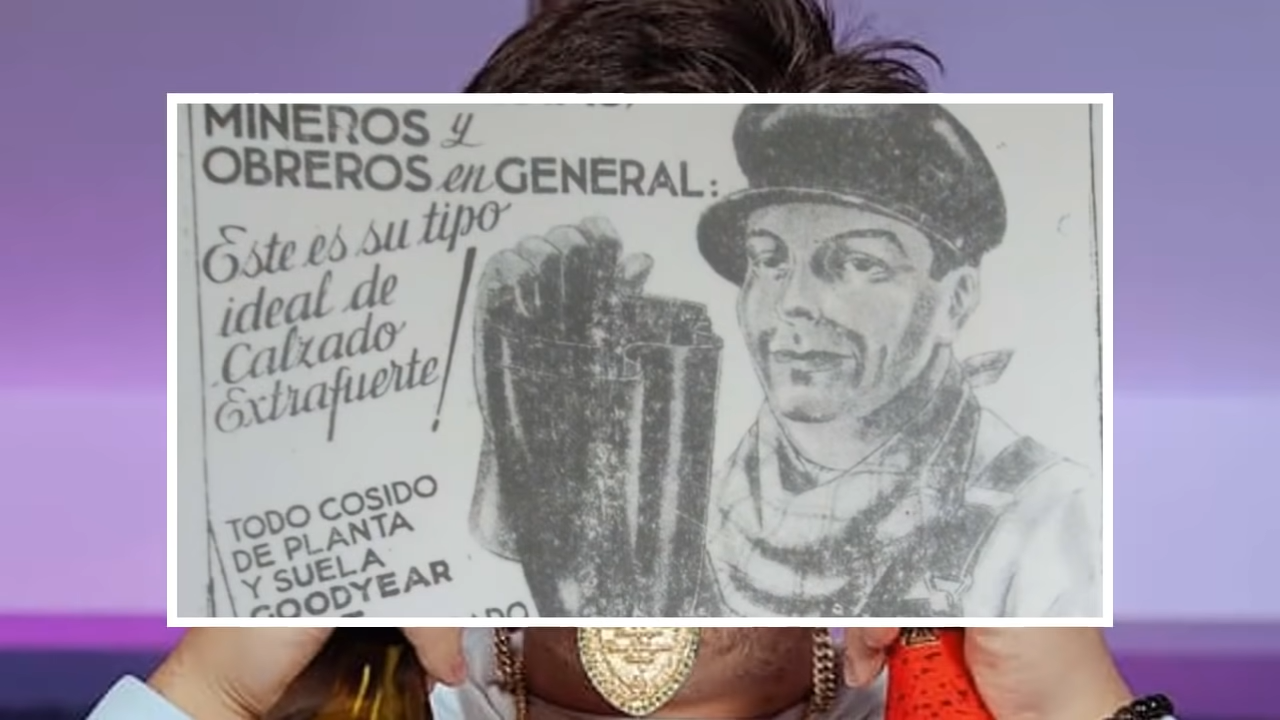 MINEROS y
OBREROS en GENERAL:
Este es su tipo
ideal de
Calzado
Extrafuerte!
TODO COSIDO
DE PLANTA
Y SUELA
GOODYEAR